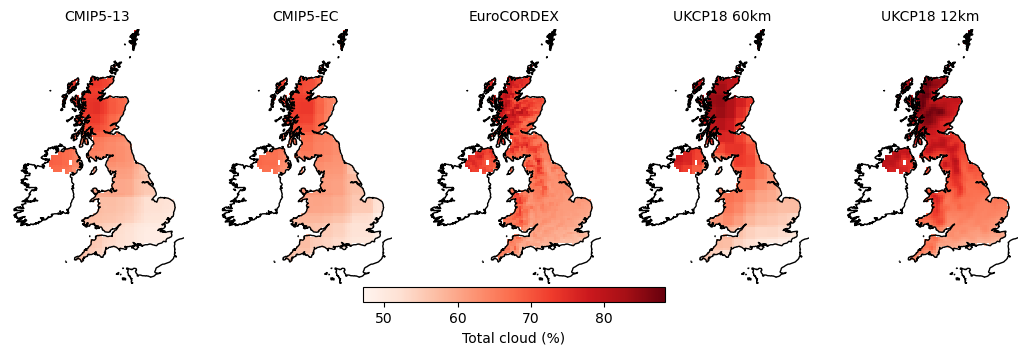 CMIP5-13 CMIP5-EC EuroCORDEX UKCP18 60km UKCP18 12km
50 60 70 80
Total cloud (%)